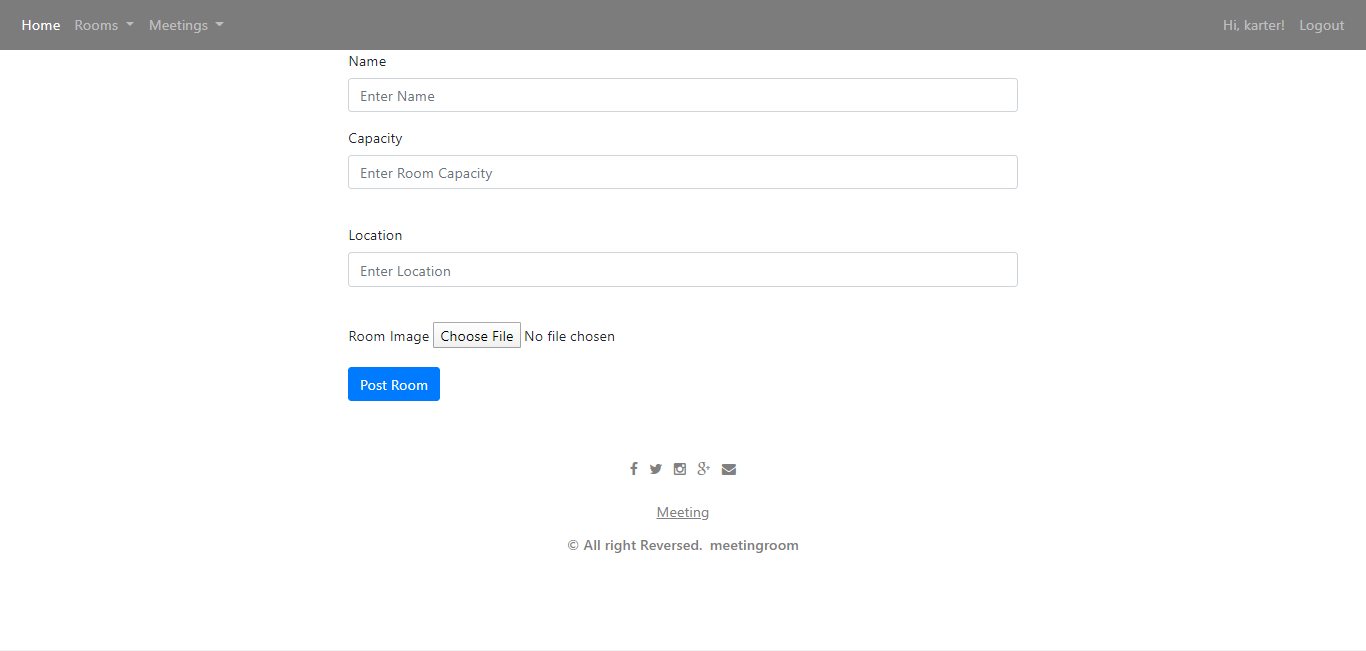 Home Rooms Meetings Hi, karter! Logout
Name
Enter Name
Capacity
Enter Room Capacity
Location
Enter Location
Room Image Choose File No file chosen
Post Room
Meeting
© All right Reversed. meetingroom